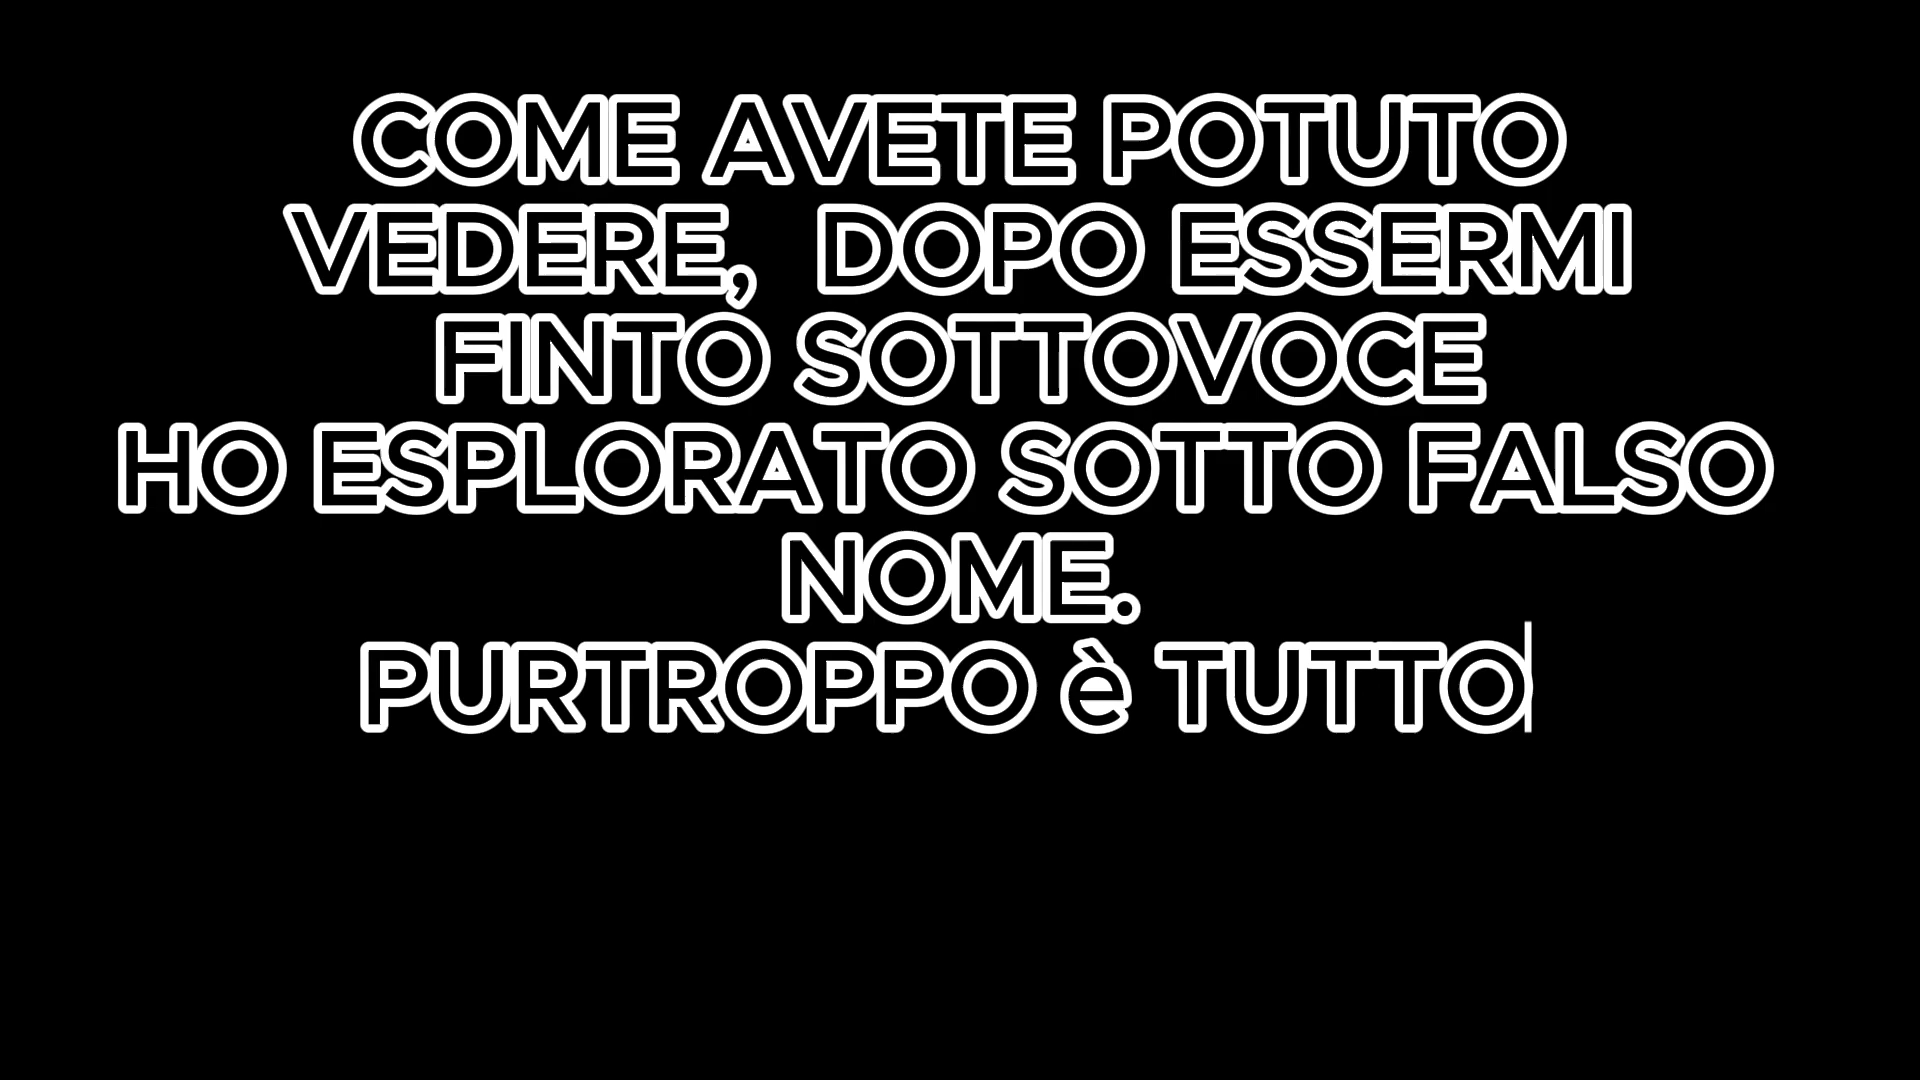 COME AVETE POTUTO
VEDERE,  DOPO ESSERMI
FINTO SOTTOVOCE
HO ESPLORATO SOTTO FALSO
NOME.
PURTROPPO è TUTTO